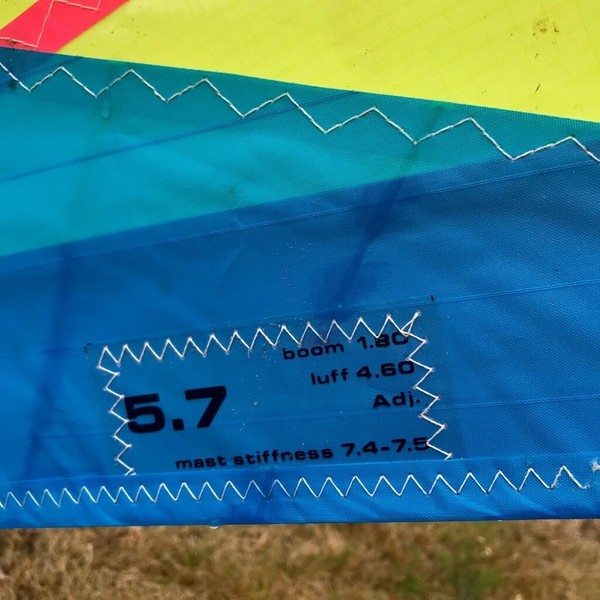 boom 1.80
luff 4.60
5.7
Adj.
mast stiffness 7.4-7.5